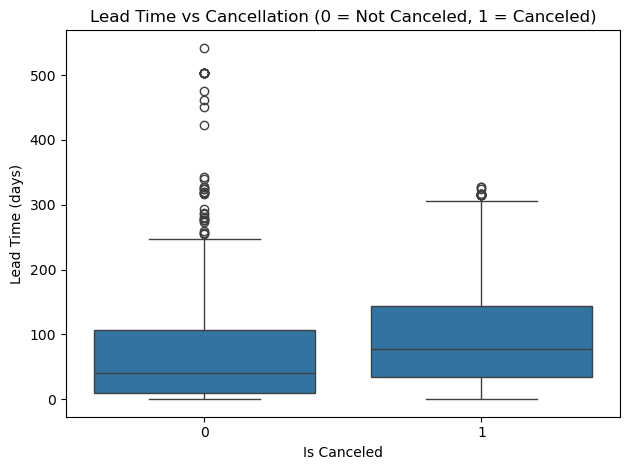 Lead Time vs Cancellation (0 = Not Canceled, 1 = Canceled)
500
400
300
200
100
0
Lead Time (days)
0
1
Is Canceled